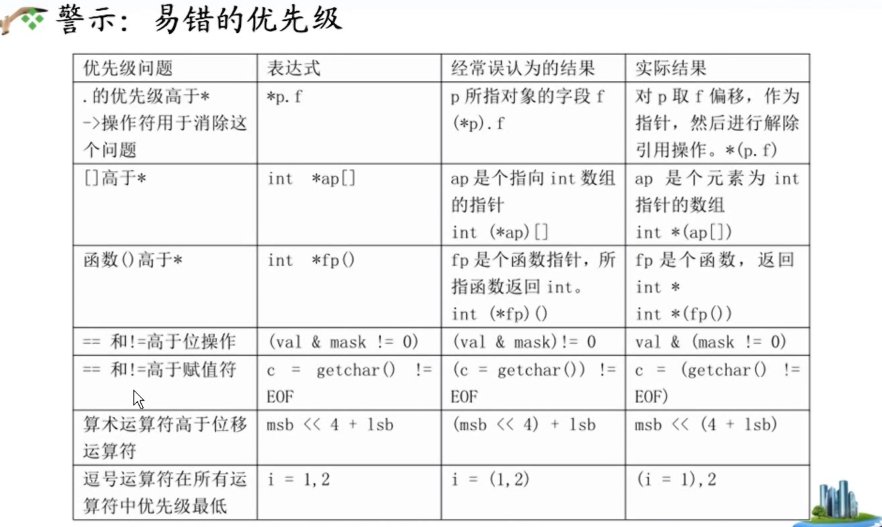 警示：易错的优先级
优先级问题 表达式 经常误认为的结果 实际结果
.的优先级高于* *p.f p 所指对象的字段 f 对 p 取 f 偏移，作为
->操作符用于消除这 (*p).f 指针，然后进行解除
个问题 引用操作。*(p.f)
[]高于* int *ap[] ap 是个指向 int 数组 ap 是个元素为 int
的指针 指针的数组
int (*ap)[] int *(ap[])
函数()高于* int *fp() fp 是个函数指针，所 fp 是个函数，返回
指函数返回 int。 int *
int (*fp)() int *(fp())
== 和!=高于位操作 (val & mask != 0) (val & mask)!= 0 val & (mask != 0)
== 和!=高于赋值符 c = getchar() != (c = getchar()) != c = (getchar() !=
EOF EOF EOF)
算术运算符高于位移 msb << 4 + lsb (msb << 4) + lsb msb << (4 + lsb)
运算符
逗号运算符在所有运 i = 1,2 i = (1,2) (i = 1),2
算符中优先级最低